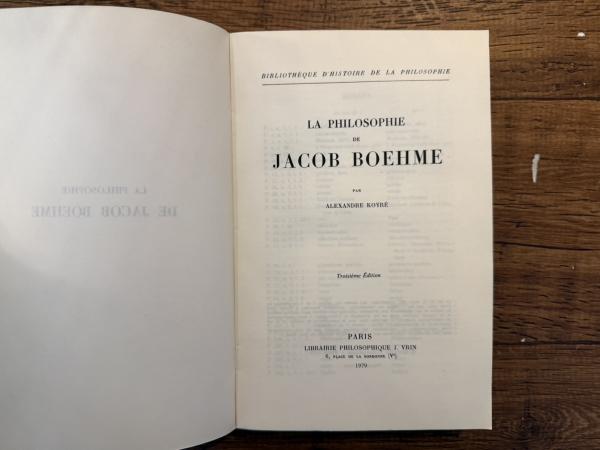 BIBLIOTHÈQUE D'HISTOIRE DE LA PHILOSOPHIE
LA PHILOSOPHIE
DE
JACOB BOEHME
PAR
ALEXANDRE KOYRÉ
Troisième Édition
PARIS
LIBRAIRIE PHILOSOPHIQUE J. VRIN
6, PLACE DE LA SORBONNE (Vᵉ)
1979